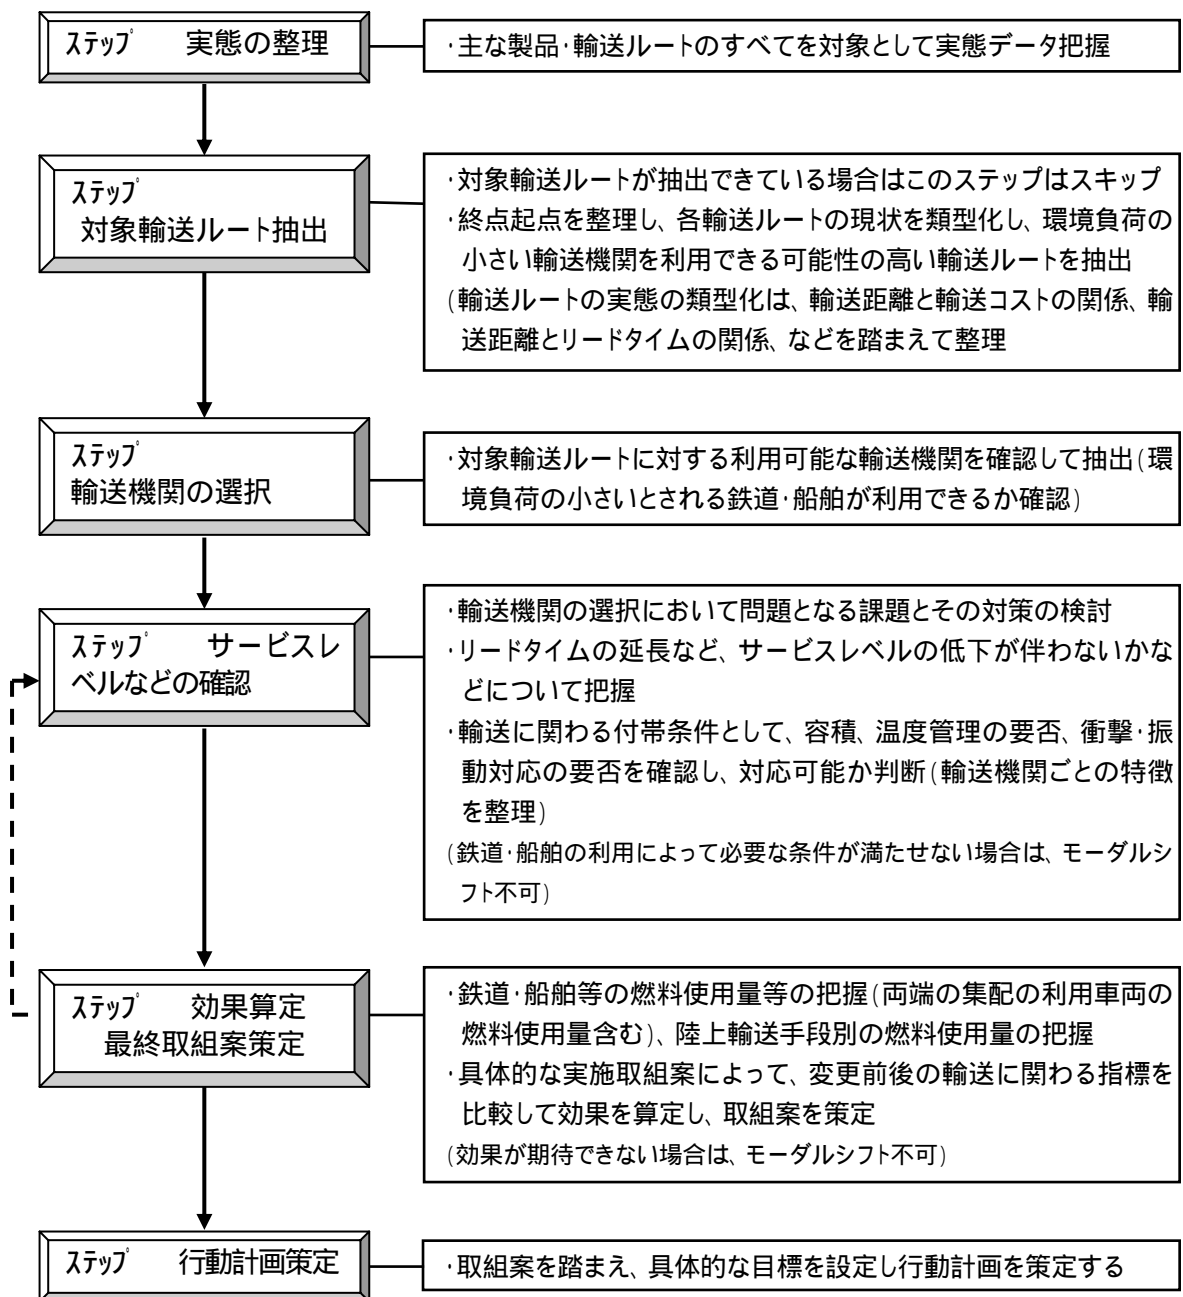 ｽﾃｯﾌﾟ　実態の整理
･主な製品･輸送ルートのすべてを対象として実態データ把握
ｽﾃｯﾌﾟ
対象輸送ルート抽出
･対象輸送ルートが抽出できている場合はこのステップはスキップ
･終点起点を整理し、各輸送ルートの現状を類型化し、環境負荷の
小さい輸送機関を利用できる可能性の高い輸送ルートを抽出
(輸送ルートの実態の類型化は、輸送距離と輸送コストの関係、輸
送距離とリードタイムの関係、などを踏まえて整理
ｽﾃｯﾌﾟ
輸送機関の選択
･対象輸送ルートに対する利用可能な輸送機関を確認して抽出(環
境負荷の小さいとされる鉄道･船舶が利用できるか確認)
ｽﾃｯﾌﾟ　サービスレ
ベルなどの確認
･輸送機関の選択において問題となる課題とその対策の検討
･リードタイムの延長など、サービスレベルの低下が伴わないかな
どについて把握
･輸送に関わる付帯条件として、容積、温度管理の要否、衝撃･振
動対応の要否を確認し、対応可能か判断(輸送機関ごとの特徴
を整理)
(鉄道･船舶の利用によって必要な条件が満たせない場合は、モーダルシ
フト不可)
ｽﾃｯﾌﾟ　効果算定
最終取組案策定
･鉄道･船舶等の燃料使用量等の把握(両端の集配の利用車両の
燃料使用量含む)、陸上輸送手段別の燃料使用量の把握
･具体的な実施取組案によって、変更前後の輸送に関わる指標を
比較して効果を算定し、取組案を策定
(効果が期待できない場合は、モーダルシフト不可)
ｽﾃｯﾌﾟ　行動計画策定
･取組案を踏まえ、具体的な目標を設定し行動計画を策定する